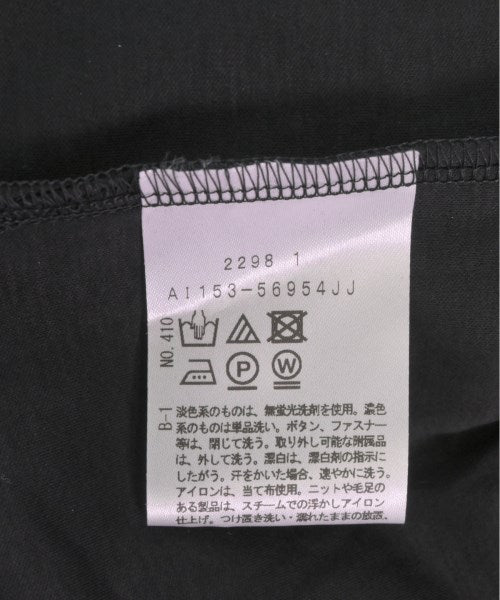 2298 1
AI153-56954JJ
NO.410
P
W
B-1
淡色系のものは、無蛍光洗剤を使用。濃色
系のものは単品洗い。ボタン、ファスナー
等は、閉じて洗う。取り外し可能な附属品
は、外して洗う。漂白は、漂白剤の指示に
したがう。汗をかいた場合、速やかに洗う。
アイロンは、当て布使用。ニットや毛足の
ある製品は、スチームでの浮かしアイロン
仕上げ。つけ置き洗い・濡れたままの放置、